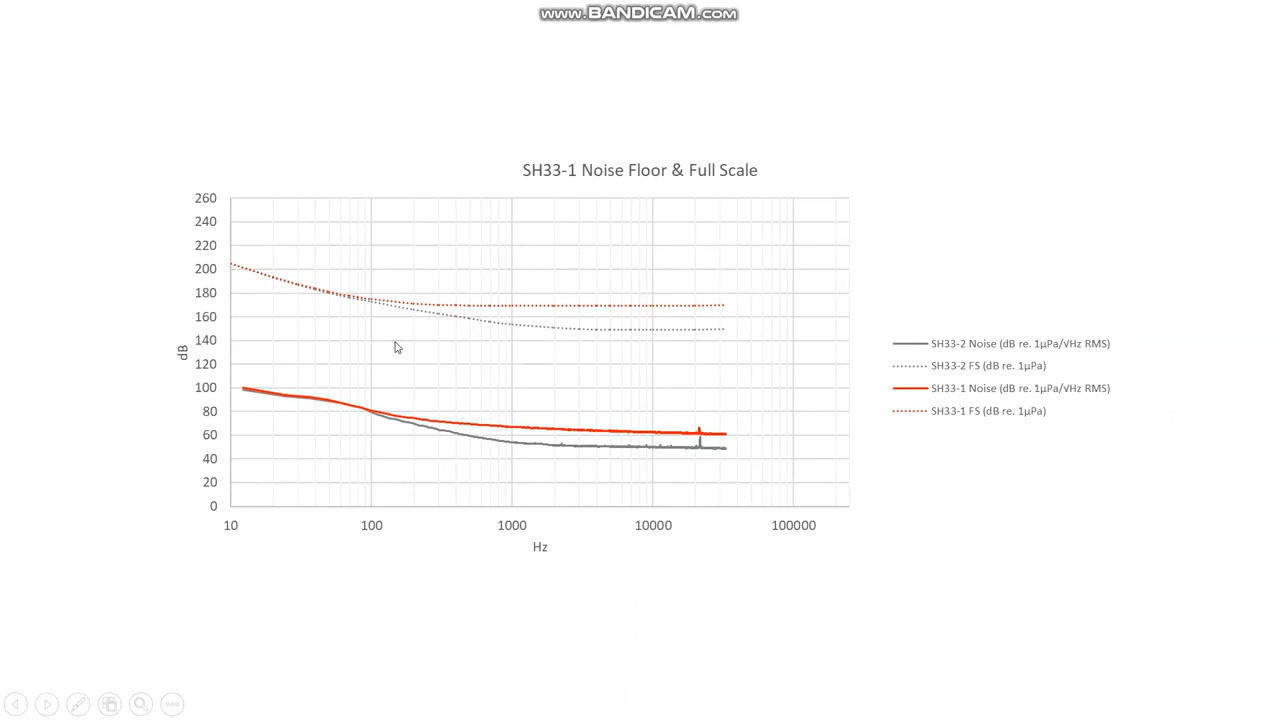 www.BANDICAM.com
SH33-1 Noise Floor & Full Scale
260
240
220
200
180
160
140
120
100
80
60
40
20
0
dB
10 100 1000 10000 100000
Hz
SH33-2 Noise (dB re. 1µPa/√Hz RMS)
SH33-2 FS (dB re. 1µPa)
SH33-1 Noise (dB re. 1µPa/√Hz RMS)
SH33-1 FS (dB re. 1µPa)